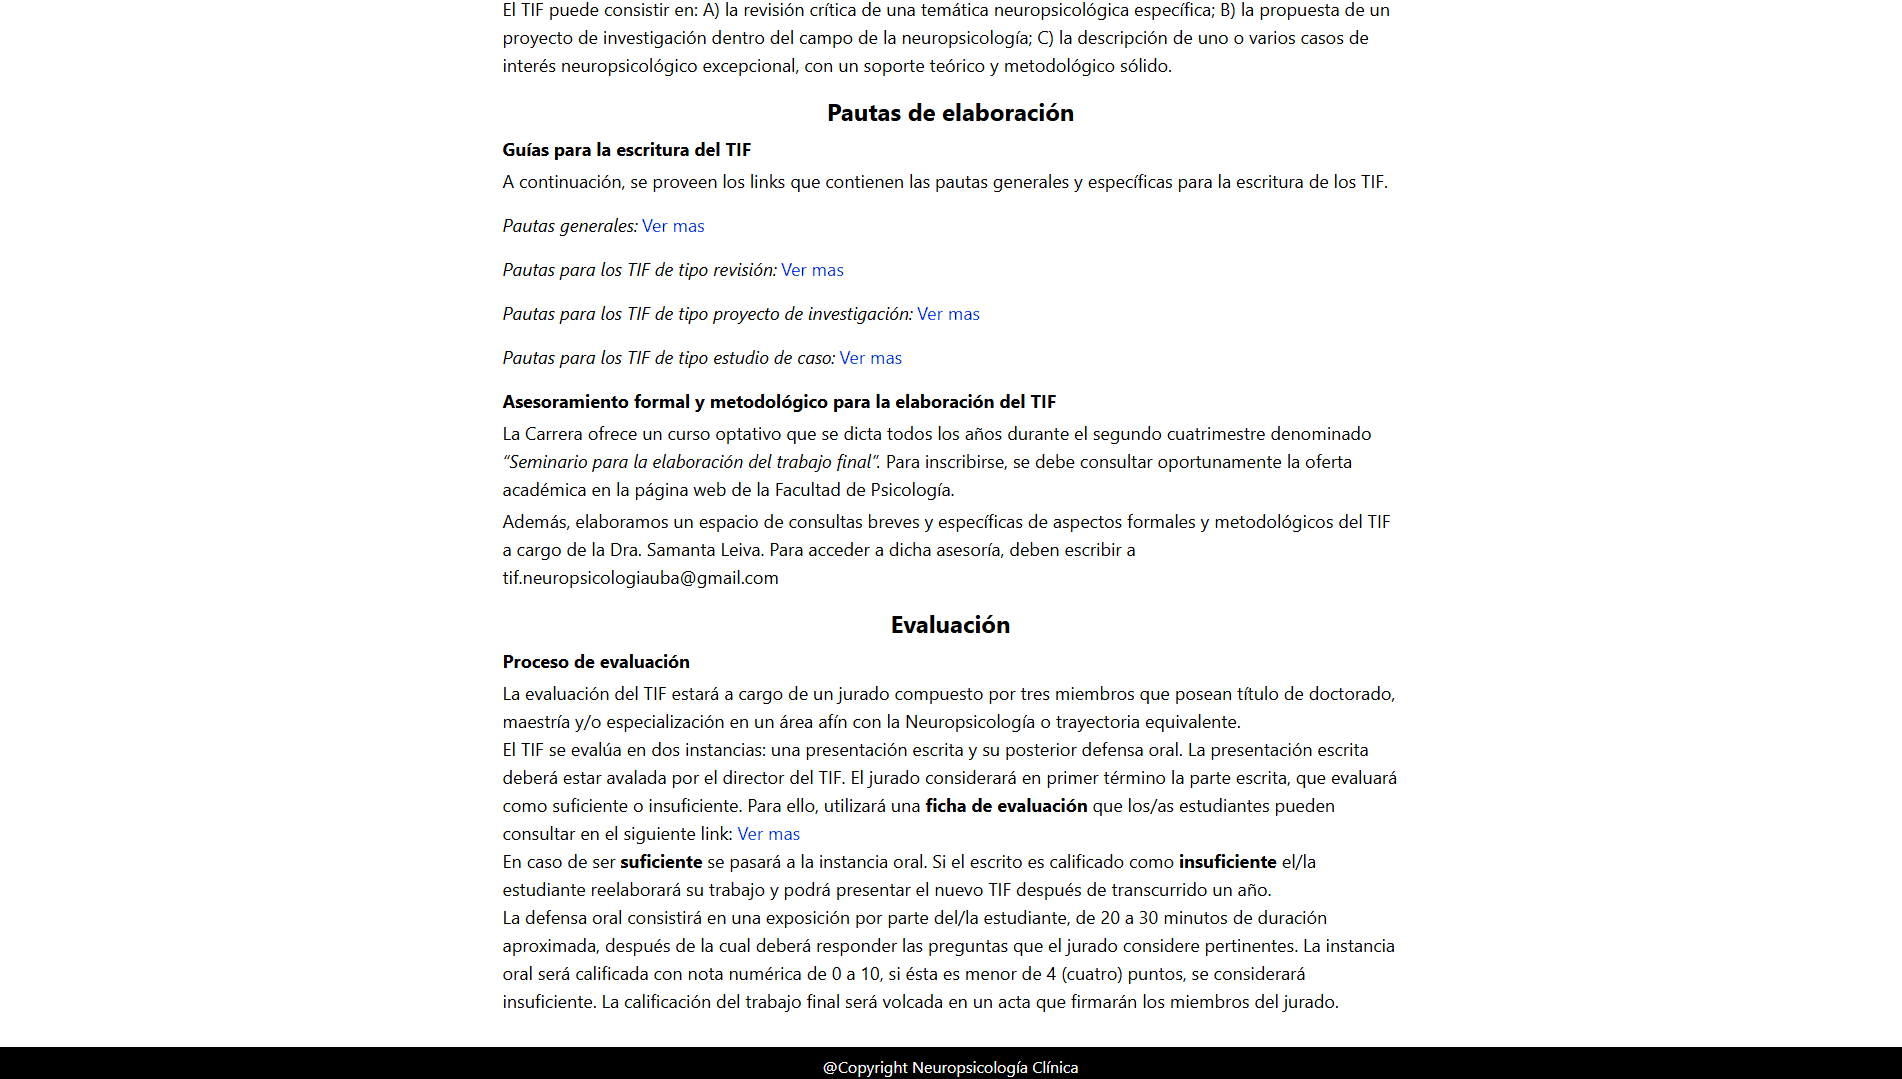 El TIF puede consistir en: A) la revisión crítica de una temática neuropsicológica específica; B) la propuesta de un
proyecto de investigación dentro del campo de la neuropsicología; C) la descripción de uno o varios casos de
interés neuropsicológico excepcional, con un soporte teórico y metodológico sólido.
Pautas de elaboración
Guías para la escritura del TIF
A continuación, se proveen los links que contienen las pautas generales y específicas para la escritura de los TIF.
Pautas generales: Ver mas
Pautas para los TIF de tipo revisión: Ver mas
Pautas para los TIF de tipo proyecto de investigación: Ver mas
Pautas para los TIF de tipo estudio de caso: Ver mas
Asesoramiento formal y metodológico para la elaboración del TIF
La Carrera ofrece un curso optativo que se dicta todos los años durante el segundo cuatrimestre denominado
“Seminario para la elaboración del trabajo final”. Para inscribirse, se debe consultar oportunamente la oferta
académica en la página web de la Facultad de Psicología.
Además, elaboramos un espacio de consultas breves y específicas de aspectos formales y metodológicos del TIF
a cargo de la Dra. Samanta Leiva. Para acceder a dicha asesoría, deben escribir a
tif.neuropsicologiauba@gmail.com
Evaluación
Proceso de evaluación
La evaluación del TIF estará a cargo de un jurado compuesto por tres miembros que posean título de doctorado,
maestría y/o especialización en un área afín con la Neuropsicología o trayectoria equivalente.
El TIF se evalúa en dos instancias: una presentación escrita y su posterior defensa oral. La presentación escrita
deberá estar avalada por el director del TIF. El jurado considerará en primer término la parte escrita, que evaluará
como suficiente o insuficiente. Para ello, utilizará una ficha de evaluación que los/as estudiantes pueden
consultar en el siguiente link: Ver mas
En caso de ser suficiente se pasará a la instancia oral. Si el escrito es calificado como insuficiente el/la
estudiante reelaborará su trabajo y podrá presentar el nuevo TIF después de transcurrido un año.
La defensa oral consistirá en una exposición por parte del/la estudiante, de 20 a 30 minutos de duración
aproximada, después de la cual deberá responder las preguntas que el jurado considere pertinentes. La instancia
oral será calificada con nota numérica de 0 a 10, si ésta es menor de 4 (cuatro) puntos, se considerará
insuficiente. La calificación del trabajo final será volcada en un acta que firmarán los miembros del jurado.
@Copyright Neuropsicología Clínica